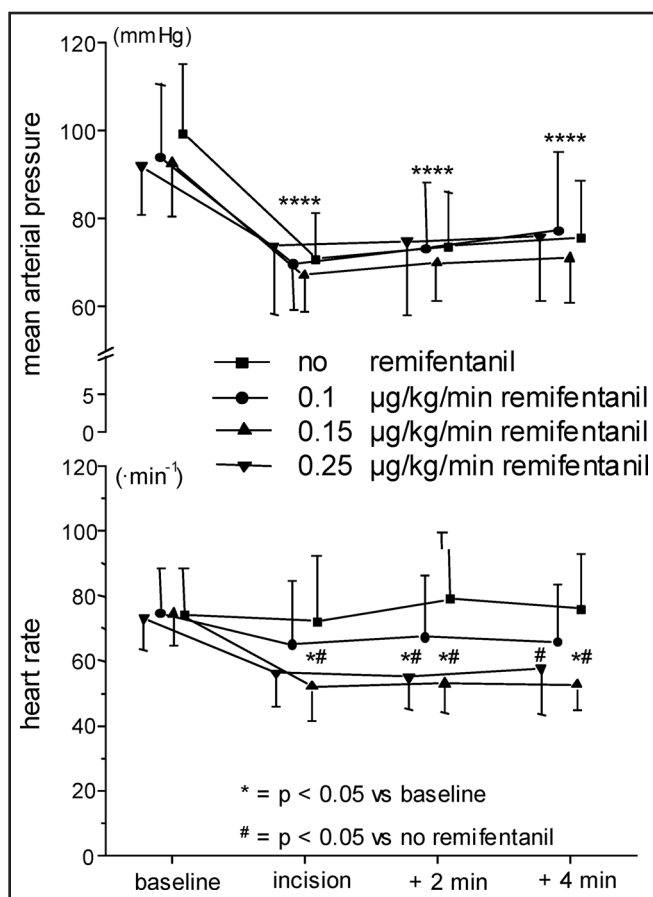 (mmHg)
120
100
80
60
5
0
mean arterial pressure
****
****
****
no remifentanil
0.1 µg/kg/min remifentanil
0.15 µg/kg/min remifentanil
0.25 µg/kg/min remifentanil
(·min-1)
120
100
80
60
40
20
0
heart rate
*#
*#
*#
#
*#
* = p < 0.05 vs baseline
# = p < 0.05 vs no remifentanil
baseline
incision
+ 2 min
+ 4 min